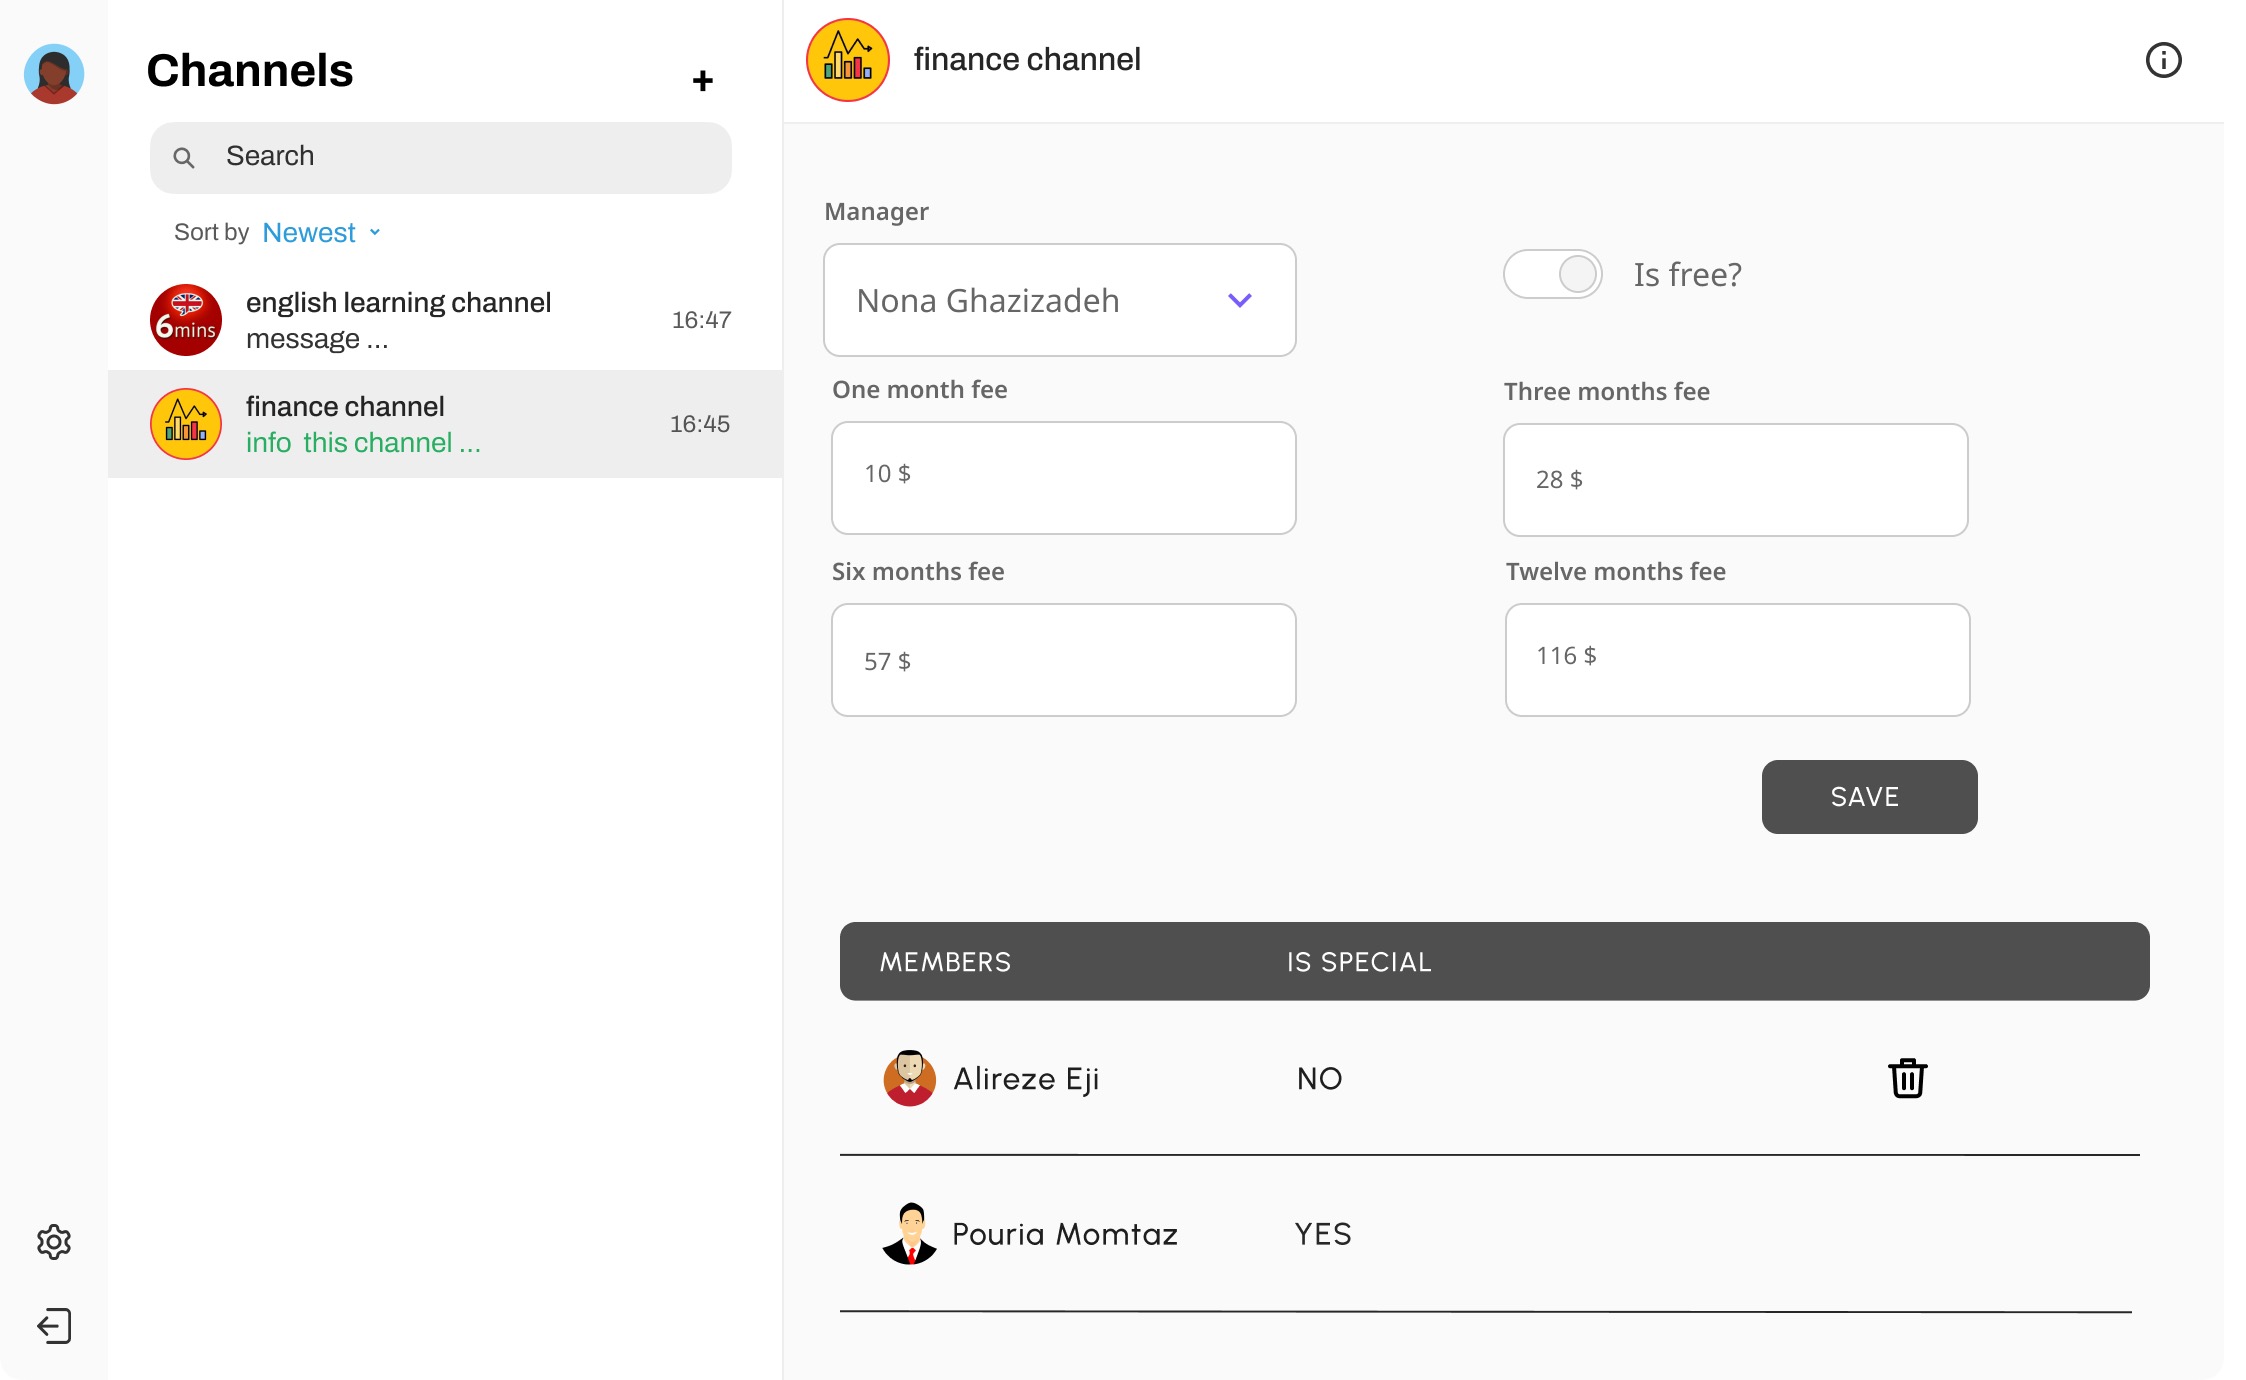 Channels
+
Search
Sort by Newest
english learning channel
message ...
16:47
6mins
finance channel
info this channel ...
16:45
finance channel
Manager
Nona Ghazizadeh
Is free?
One month fee
10 $
Three months fee
28 $
Six months fee
57 $
Twelve months fee
116 $
SAVE
MEMBERS IS SPECIAL
Alireze Eji NO
Pouria Momtaz YES